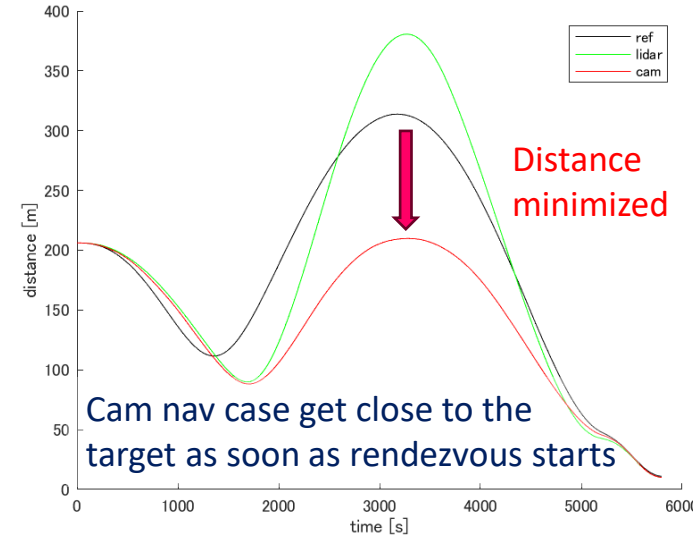 400
350
300
250
200
150
100
50
0
distance [m]
ref
lidar
cam
Distance
minimized
Cam nav case get close to the
target as soon as rendezvous starts
0
1000
2000
3000
4000
5000
6000
time [s]